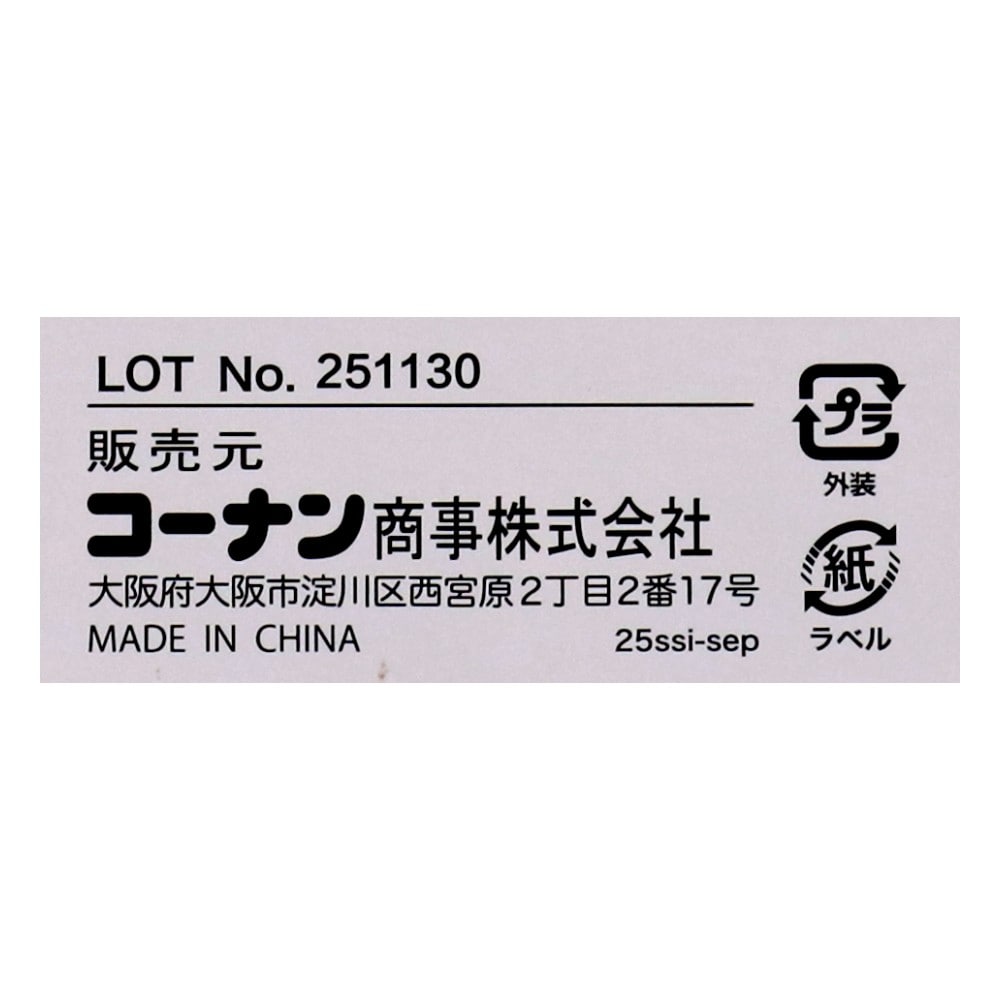 LOT No. 251130
販売元
コーナン商事株式会社
大阪府大阪市淀川区西宮原2丁目2番17号
MADE IN CHINA
25ssi-sep
プラ
外装
紙
ラベル